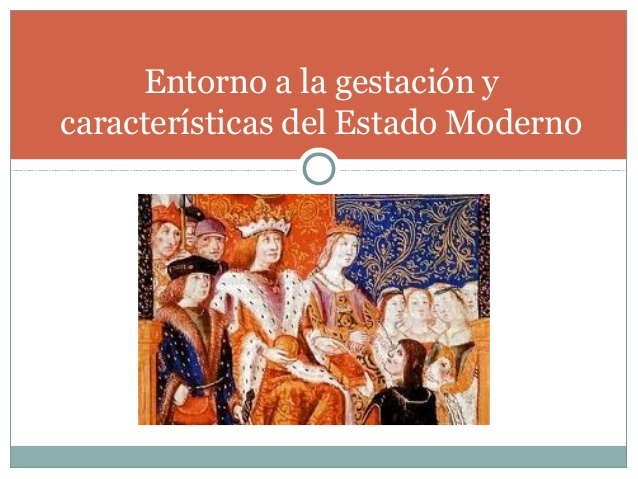 Entorno a la gestación y
características del Estado Moderno